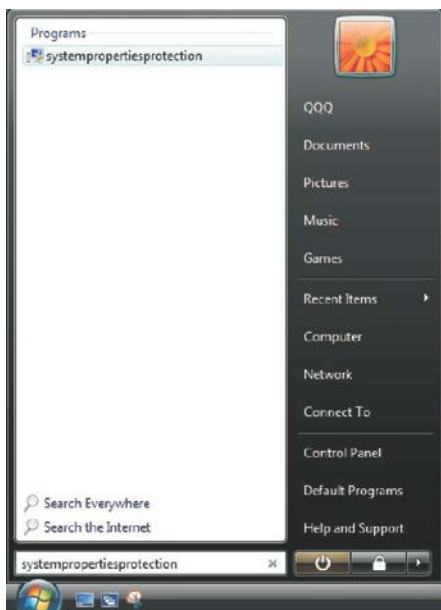 Programs
systempropertiesprotection
Search Everywhere
Search the Internet
systempropertiesprotection
QQQ
Documents
Pictures
Music
Games
Recent Items
Computer
Network
Connect To
Control Panel
Default Programs
Help and Support